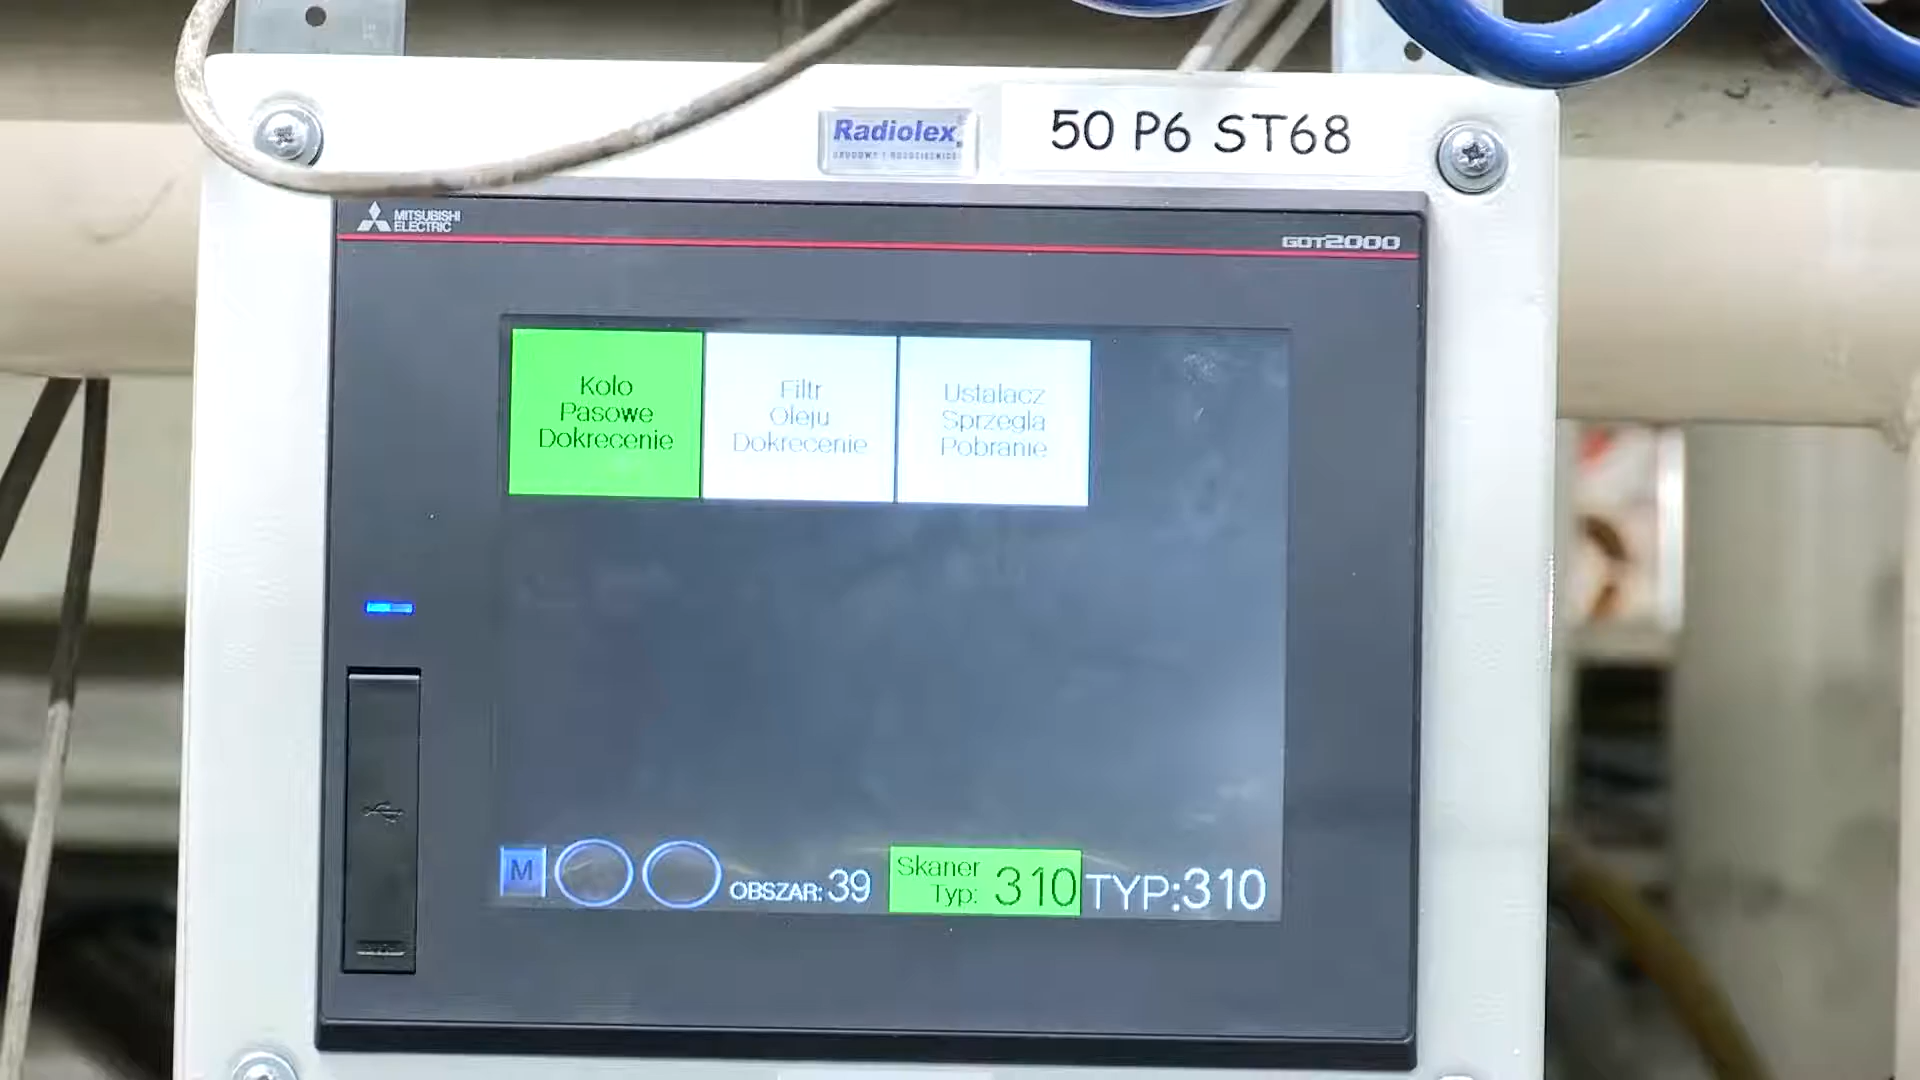 Radiolex
50 P6 ST68
MITSUBISHI
ELECTRIC
GOT2000
Kolo
Pasowe
Dokrecenie
Filtr
Oleju
Dokrecenie
Ustalacz
Sprzegla
Pobranie
M
OBSZAR: 39
Skaner
Typ: 310
TYP:310